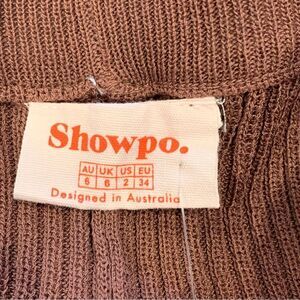 Showpo.
AU UK US EU
6 6 2 34
Designed in Australia